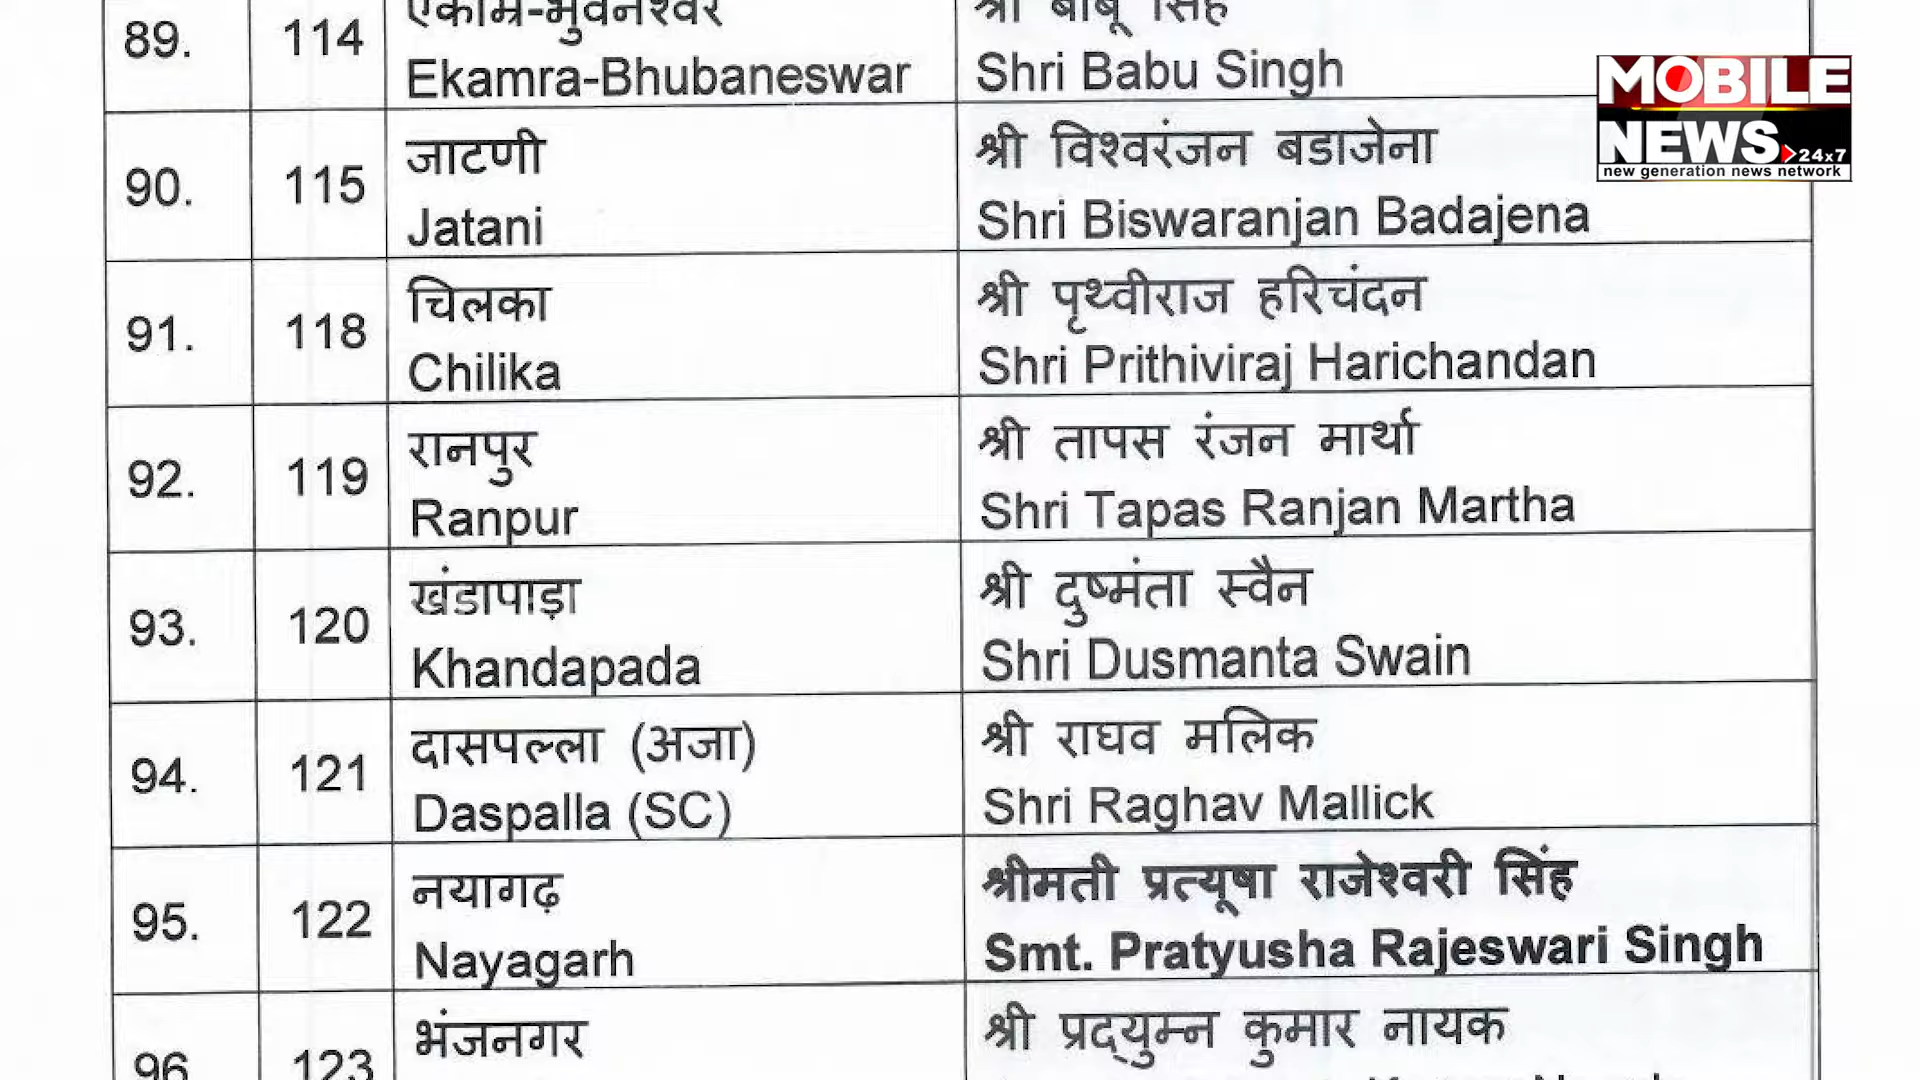 89.
114
एकाम्र-भुवनेश्वर
Ekamra-Bhubaneswar
श्री बाबू सिंह
Shri Babu Singh
90.
115
जाटणी
Jatani
श्री विश्वरंजन बडाजेना
Shri Biswaranjan Badajena
91.
118
चिलका
Chilika
श्री पृथ्वीराज हरिचंदन
Shri Prithiviraj Harichandan
92.
119
रानपुर
Ranpur
श्री तापस रंजन मार्था
Shri Tapas Ranjan Martha
93.
120
खंडापाड़ा
Khandapada
श्री दुष्मंता स्वैन
Shri Dusmanta Swain
94.
121
दासपल्ला (अजा)
Daspalla (SC)
श्री राघव मलिक
Shri Raghav Mallick
95.
122
नयागढ़
Nayagarh
श्रीमती प्रत्यूषा राजेश्वरी सिंह
Smt. Pratyusha Rajeswari Singh
96
123
भंजनगर
श्री प्रद्युम्न कुमार नायक
MOBILE
NEWS 24x7
new generation news network